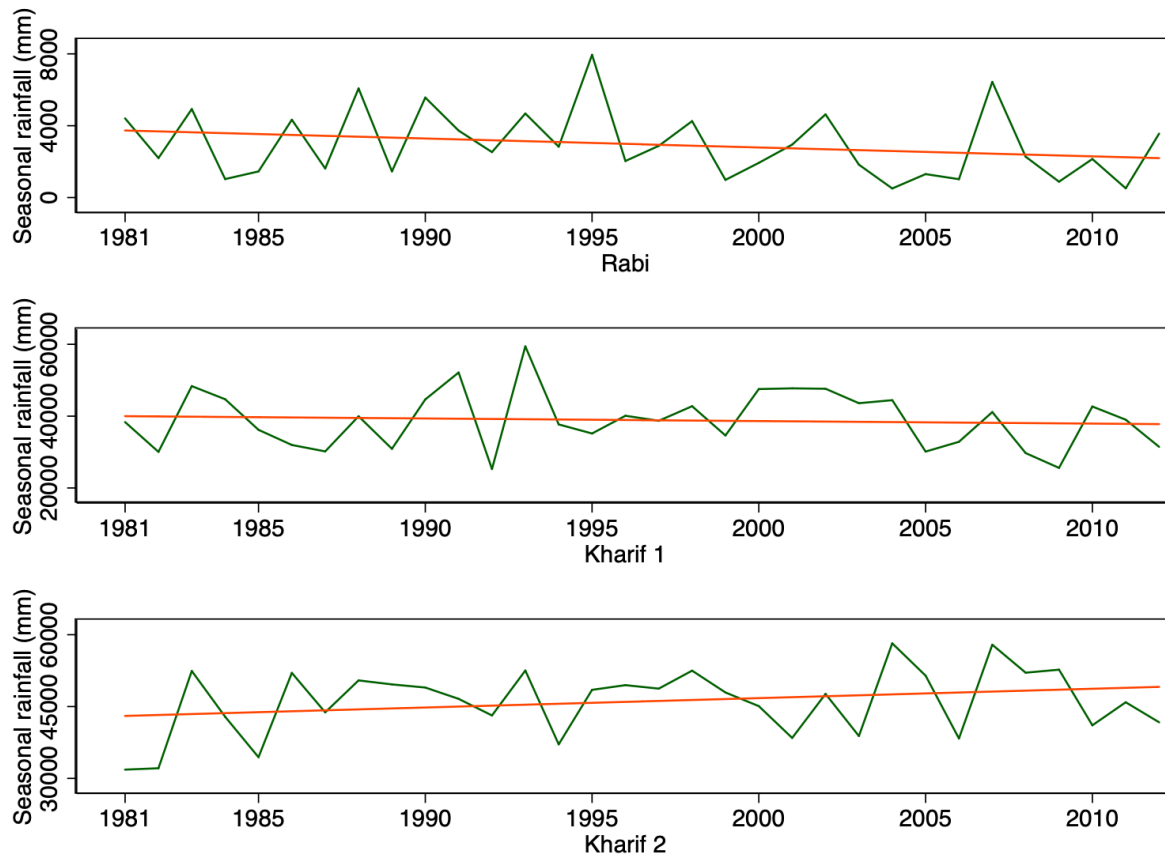 Seasonal rainfall (mm)
0 4000 8000
1981 1985 1990 1995 2000 2005 2010
Rabi
Seasonal rainfall (mm)
20000 40000 60000
1981 1985 1990 1995 2000 2005 2010
Kharif 1
Seasonal rainfall (mm)
30000 45000 60000
1981 1985 1990 1995 2000 2005 2010
Kharif 2